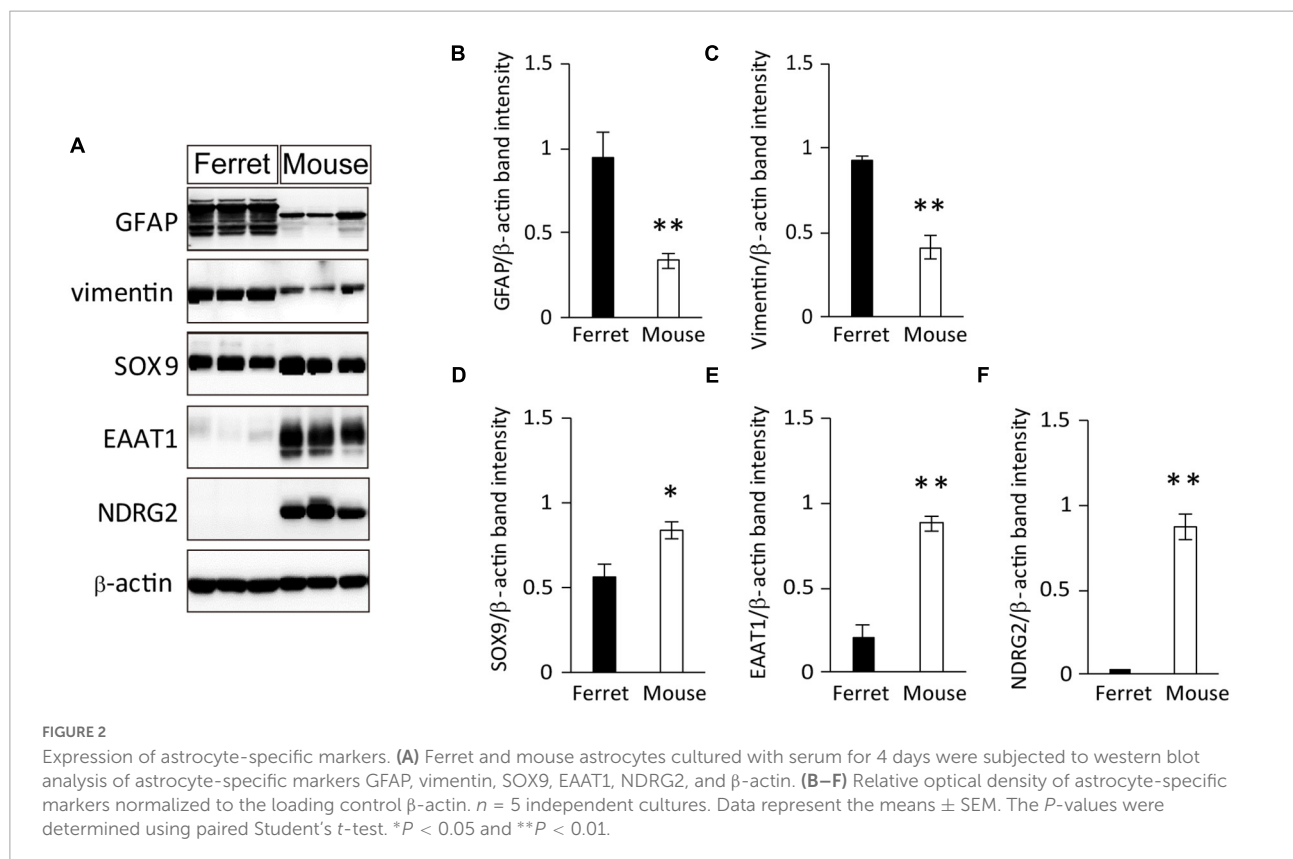 A
Ferret Mouse
GFAP
vimentin
SOX9
EAAT1
NDRG2
β-actin
B
GFAP/β-actin band intensity
1.5
1
0.5
0
**
Ferret Mouse
C
Vimentin/β-actin band intensity
1.5
1
0.5
0
**
Ferret Mouse
D
SOX9/β-actin band intensity
1.5
1
0.5
0
*
Ferret Mouse
E
EAAT1/β-actin band intensity
1.5
1
0.5
0
**
Ferret Mouse
F
NDRG2/β-actin band intensity
1.5
1
0.5
0
**
Ferret Mouse
FIGURE 2
Expression of astrocyte-specific markers. (A) Ferret and mouse astrocytes cultured with serum for 4 days were subjected to western blot
analysis of astrocyte-specific markers GFAP, vimentin, SOX9, EAAT1, NDRG2, and β-actin. (B–F) Relative optical density of astrocyte-specific
markers normalized to the loading control β-actin. n = 5 independent cultures. Data represent the means ± SEM. The P-values were
determined using paired Student's t-test. *P < 0.05 and **P < 0.01.